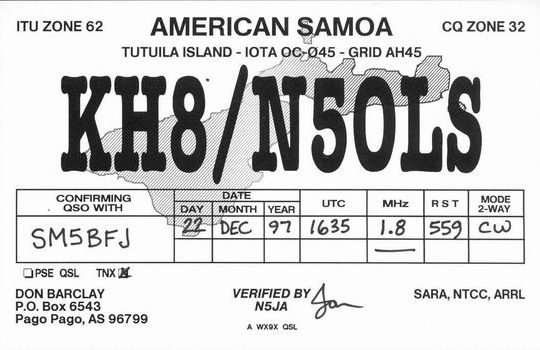 ITU ZONE 62 AMERICAN SAMOA CQ ZONE 32
TUTUILA ISLAND - IOTA OC-Ø45 - GRID AH45
KH8/N5OLS
CONFIRMING QSO WITH DATE UTC MHz R S T MODE 2-WAY
DAY MONTH YEAR
SM5BFJ 22 DEC 97 1635 1.8 559 CW
PSE QSL TNX
DON BARCLAY VERIFIED BY SARA, NTCC, ARRL
P.O. Box 6543 N5JA
Pago Pago, AS 96799
A WX9X QSL